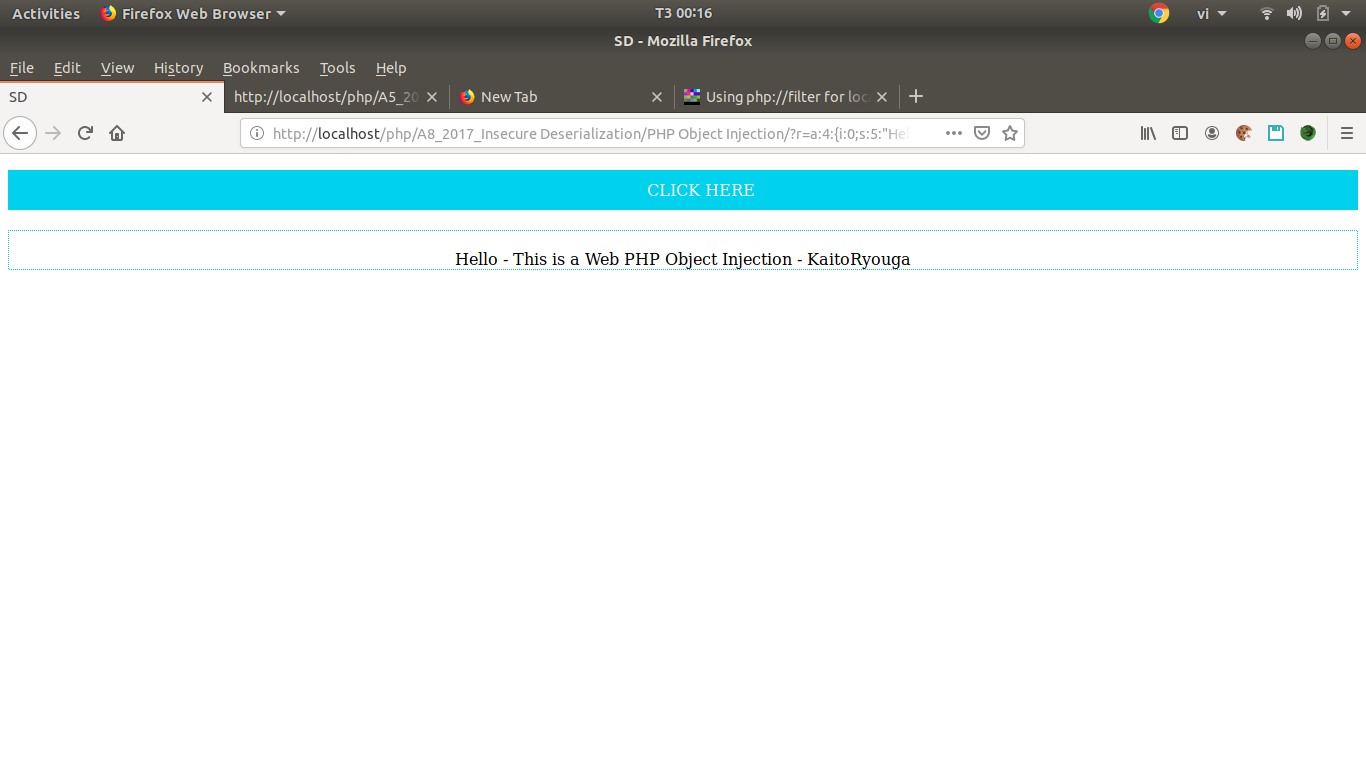 Activities Firefox Web Browser T3 00:16 vi
SD - Mozilla Firefox
File Edit View History Bookmarks Tools Help
SD http://localhost/php/A5_20 New Tab Using php://filter for loc
http://localhost/php/A8_2017_Insecure Deserialization/PHP Object Injection/?r=a:4:{i:0;s:5:"Hel
CLICK HERE
Hello - This is a Web PHP Object Injection - KaitoRyouga